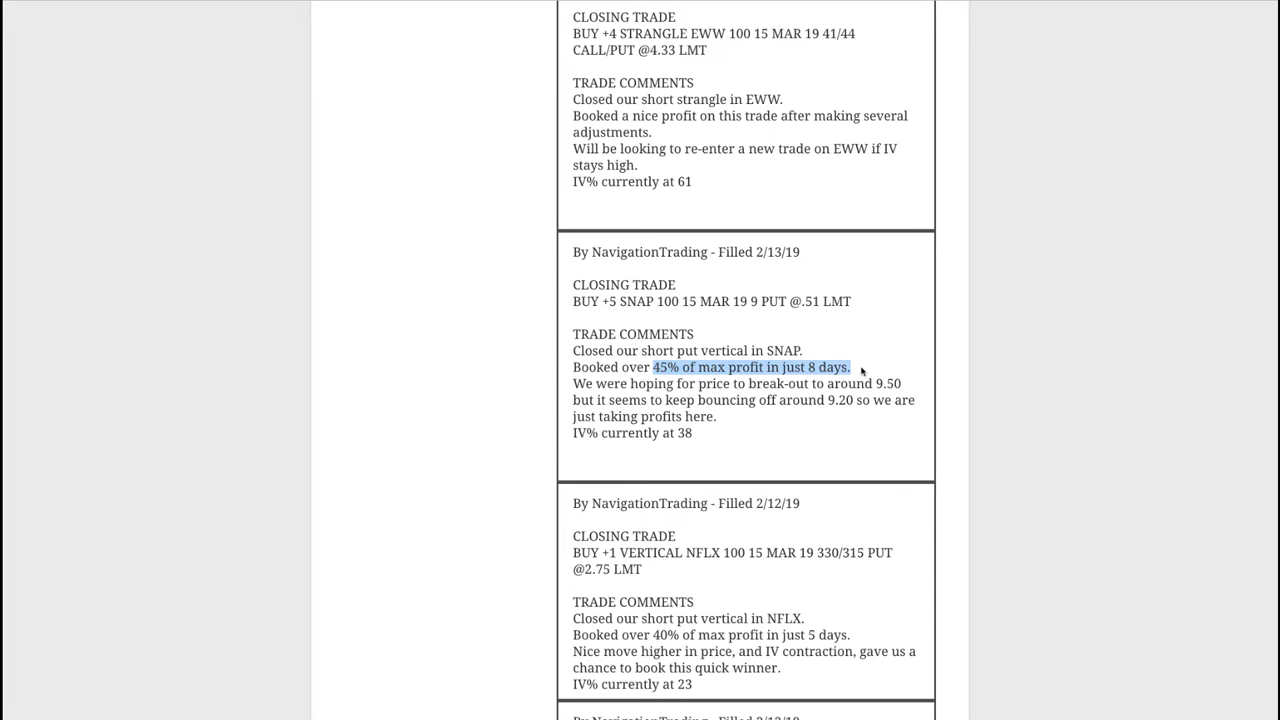 CLOSING TRADE
BUY +4 STRANGLE EWW 100 15 MAR 19 41/44
CALL/PUT @4.33 LMT
TRADE COMMENTS
Closed our short strangle in EWW.
Booked a nice profit on this trade after making several
adjustments.
Will be looking to re-enter a new trade on EWW if IV
stays high.
IV% currently at 61
By NavigationTrading - Filled 2/13/19
CLOSING TRADE
BUY +5 SNAP 100 15 MAR 19 9 PUT @.51 LMT
TRADE COMMENTS
Closed our short put vertical in SNAP.
Booked over 45% of max profit in just 8 days.
We were hoping for price to break-out to around 9.50
but it seems to keep bouncing off around 9.20 so we are
just taking profits here.
IV% currently at 38
By NavigationTrading - Filled 2/12/19
CLOSING TRADE
BUY +1 VERTICAL NFLX 100 15 MAR 19 330/315 PUT
@2.75 LMT
TRADE COMMENTS
Closed our short put vertical in NFLX.
Booked over 40% of max profit in just 5 days.
Nice move higher in price, and IV contraction, gave us a
chance to book this quick winner.
IV% currently at 23
By NavigationTrading - Filled